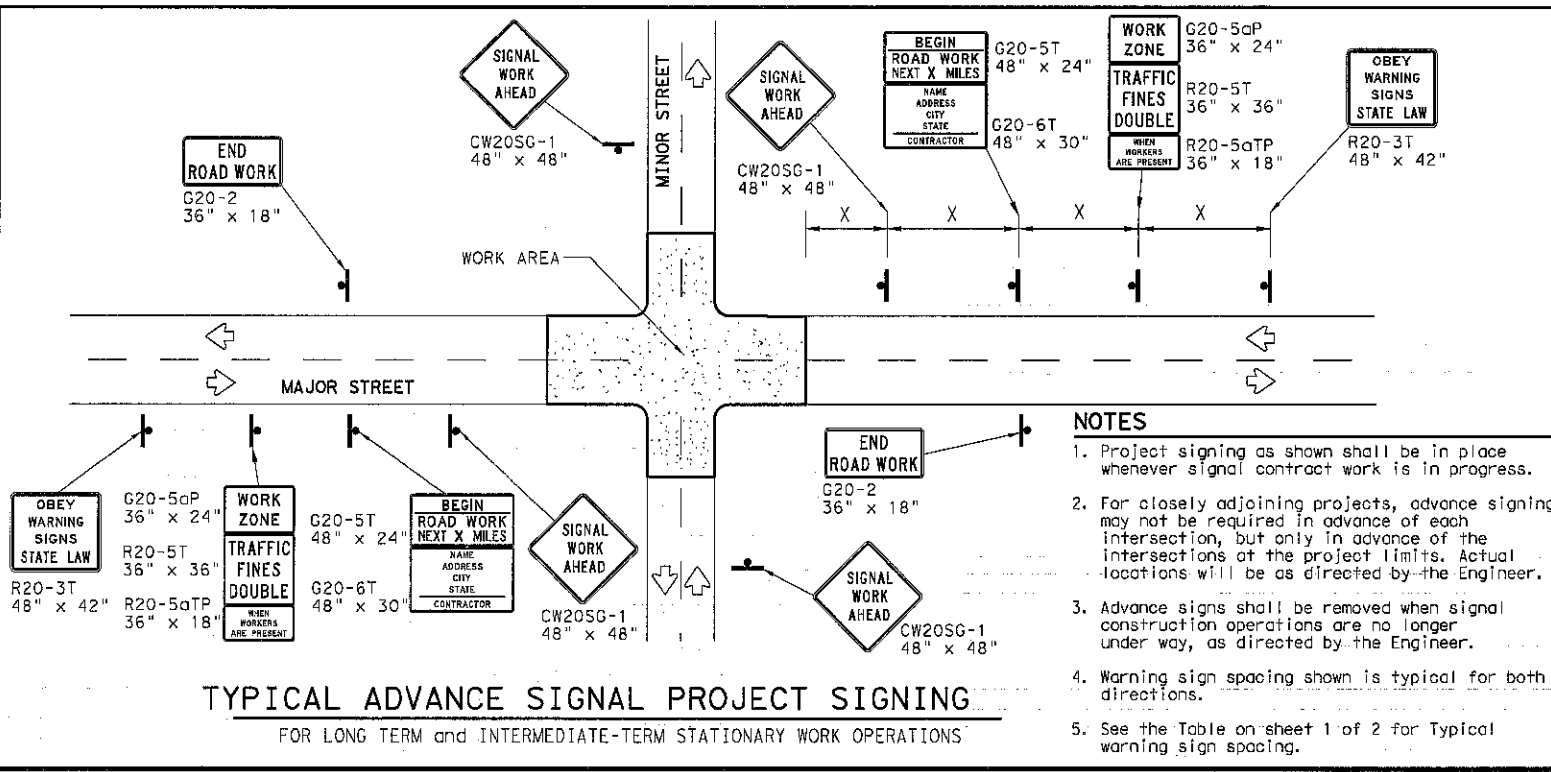 SIGNAL
WORK
AHEAD
CW20SG-1
48" x 48"
MINOR STREET
SIGNAL
WORK
AHEAD
CW20SG-1
48" x 48"
BEGIN
ROAD WORK
NEXT X MILES
NAME
ADDRESS
CITY
STATE
CONTRACTOR
G20-5T
48" x 24"
G20-6T
48" x 30"
WORK
ZONE
TRAFFIC
FINES
DOUBLE
WHEN
WORKERS
ARE PRESENT
G20-5aP
36" x 24"
R20-5T
36" x 36"
R20-5aTP
36" x 18"
OBEY
WARNING
SIGNS
STATE LAW
R20-3T
48" x 42"
END
ROAD WORK
G20-2
36" x 18"
X X X X
WORK AREA
MAJOR STREET
OBEY
WARNING
SIGNS
STATE LAW
R20-3T
48" x 42"
G20-5aP
36" x 24"
R20-5T
36" x 36"
R20-5aTP
36" x 18"
WORK
ZONE
TRAFFIC
FINES
DOUBLE
WHEN
WORKERS
ARE PRESENT
G20-5T
48" x 24"
G20-6T
48" x 30"
BEGIN
ROAD WORK
NEXT X MILES
NAME
ADDRESS
CITY
STATE
CONTRACTOR
SIGNAL
WORK
AHEAD
CW20SG-1
48" x 48"
END
ROAD WORK
G20-2
36" x 18"
SIGNAL
WORK
AHEAD
CW20SG-1
48" x 48"
NOTES
1. Project signing as shown shall be in place
whenever signal contract work is in progress.
2. For closely adjoining projects, advance signing
may not be required in advance of each
intersection, but only in advance of the
intersections at the project limits. Actual
locations will be as directed by the Engineer.
3. Advance signs shall be removed when signal
construction operations are no longer
under way, as directed by the Engineer.
4. Warning sign spacing shown is typical for both
directions.
5. See the Table on sheet 1 of 2 for Typical
warning sign spacing.
TYPICAL ADVANCE SIGNAL PROJECT SIGNING
FOR LONG TERM and INTERMEDIATE-TERM STATIONARY WORK OPERATIONS